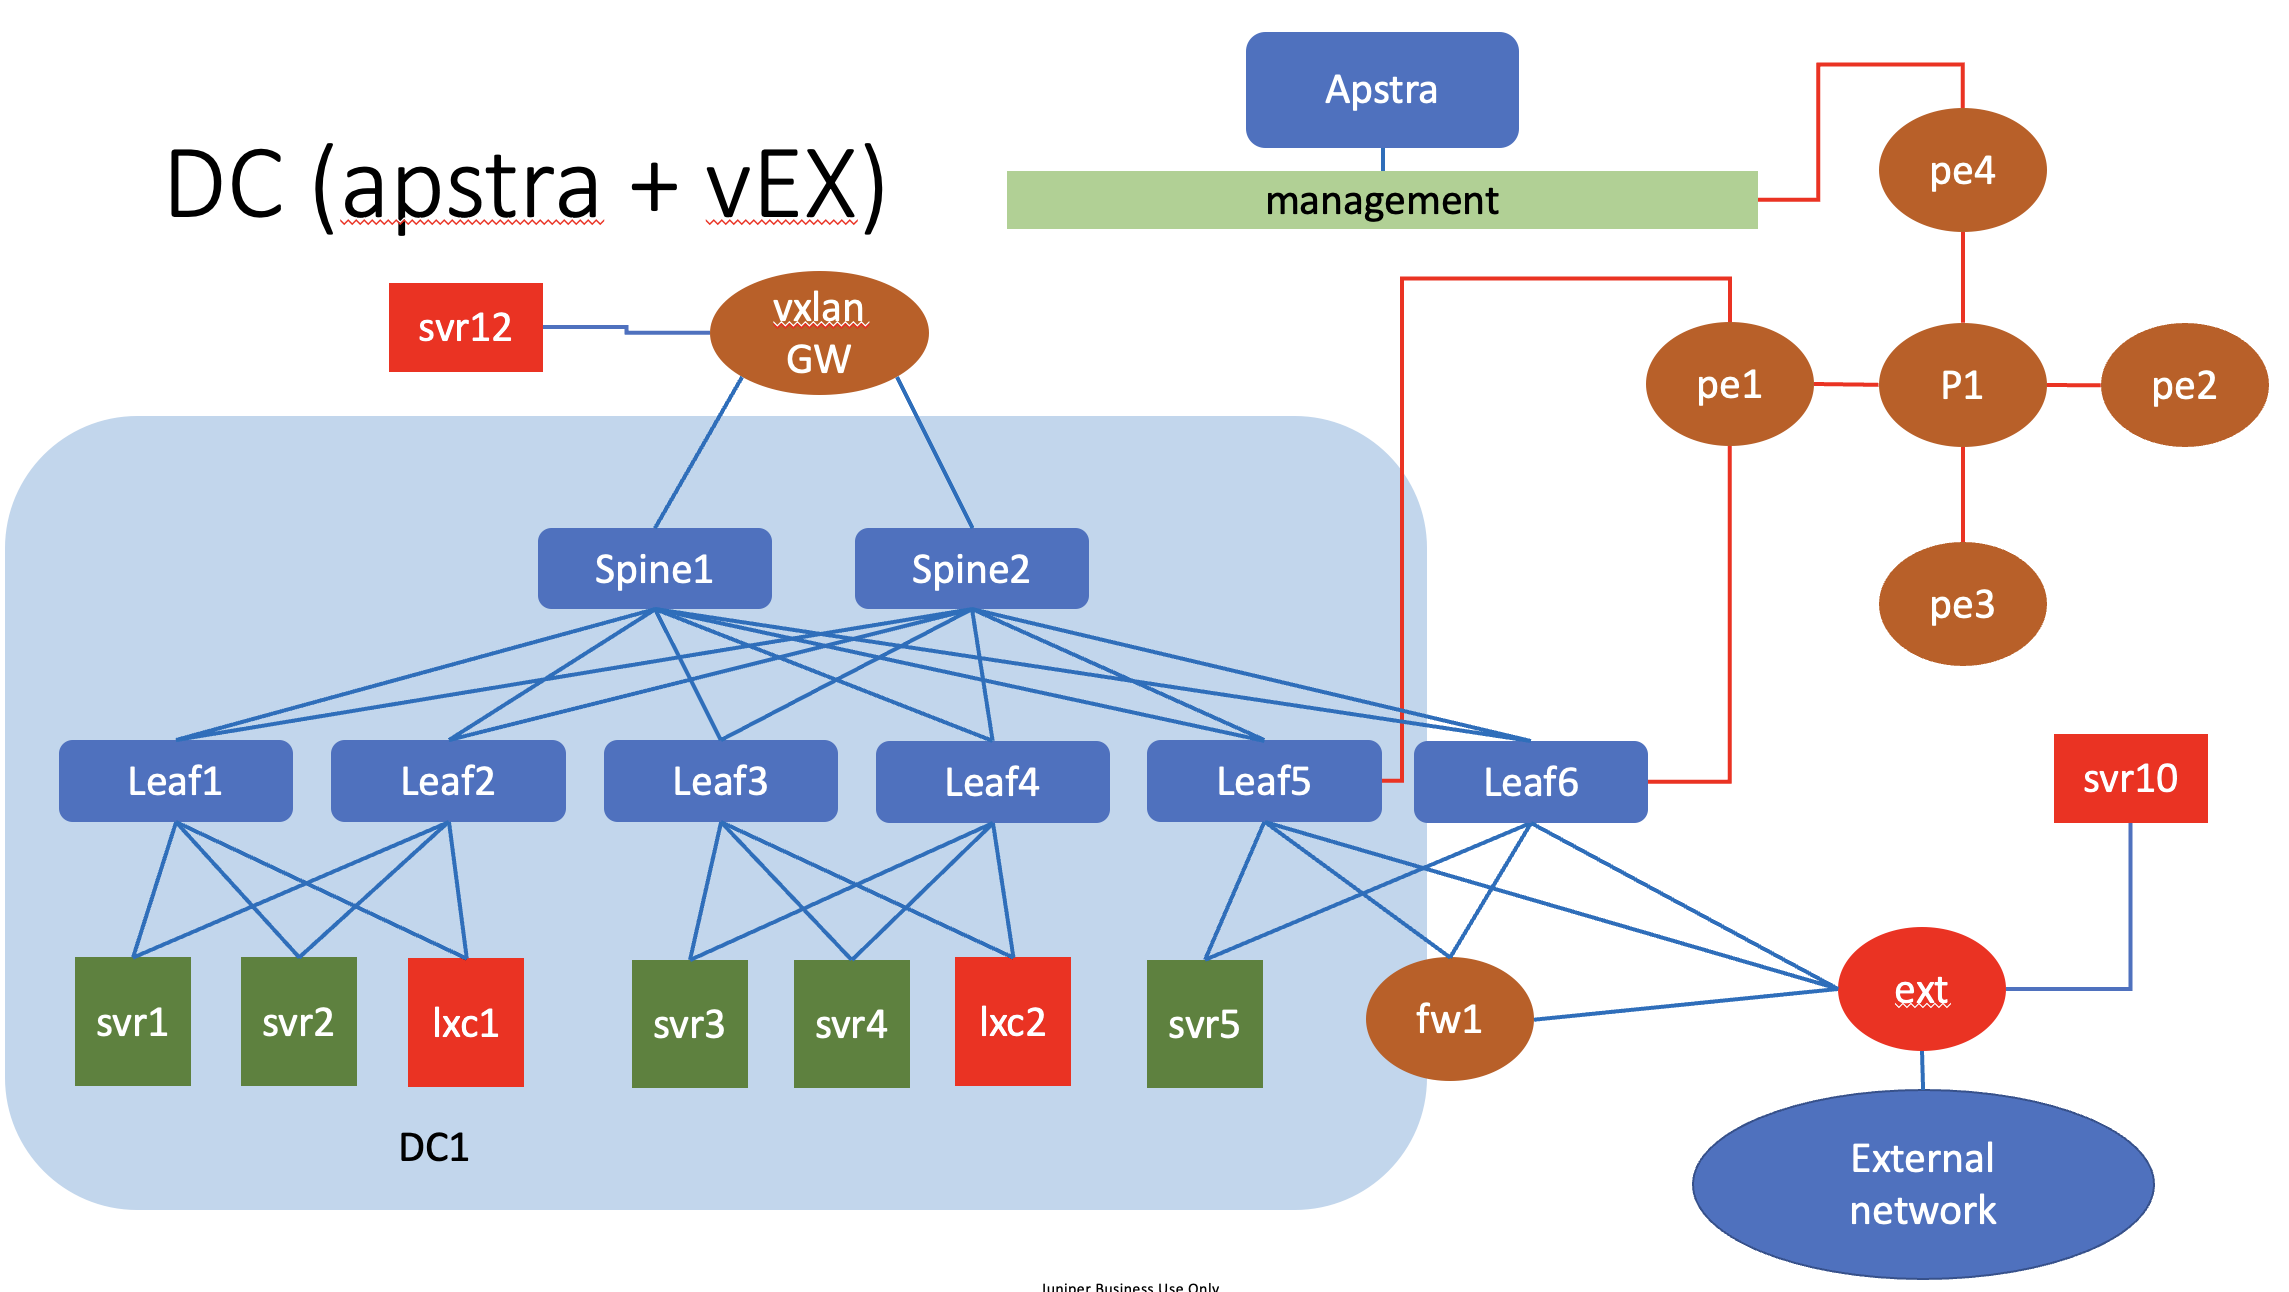 Apstra
DC (apstra + vEX)
management
pe4
svr12
vxlan
GW
pe1
P1
pe2
Spine1
Spine2
pe3
Leaf1
Leaf2
Leaf3
Leaf4
Leaf5
Leaf6
svr10
svr1
svr2
lxc1
svr3
svr4
lxc2
svr5
fw1
ext
DC1
External
network
Juniper Business Use Only